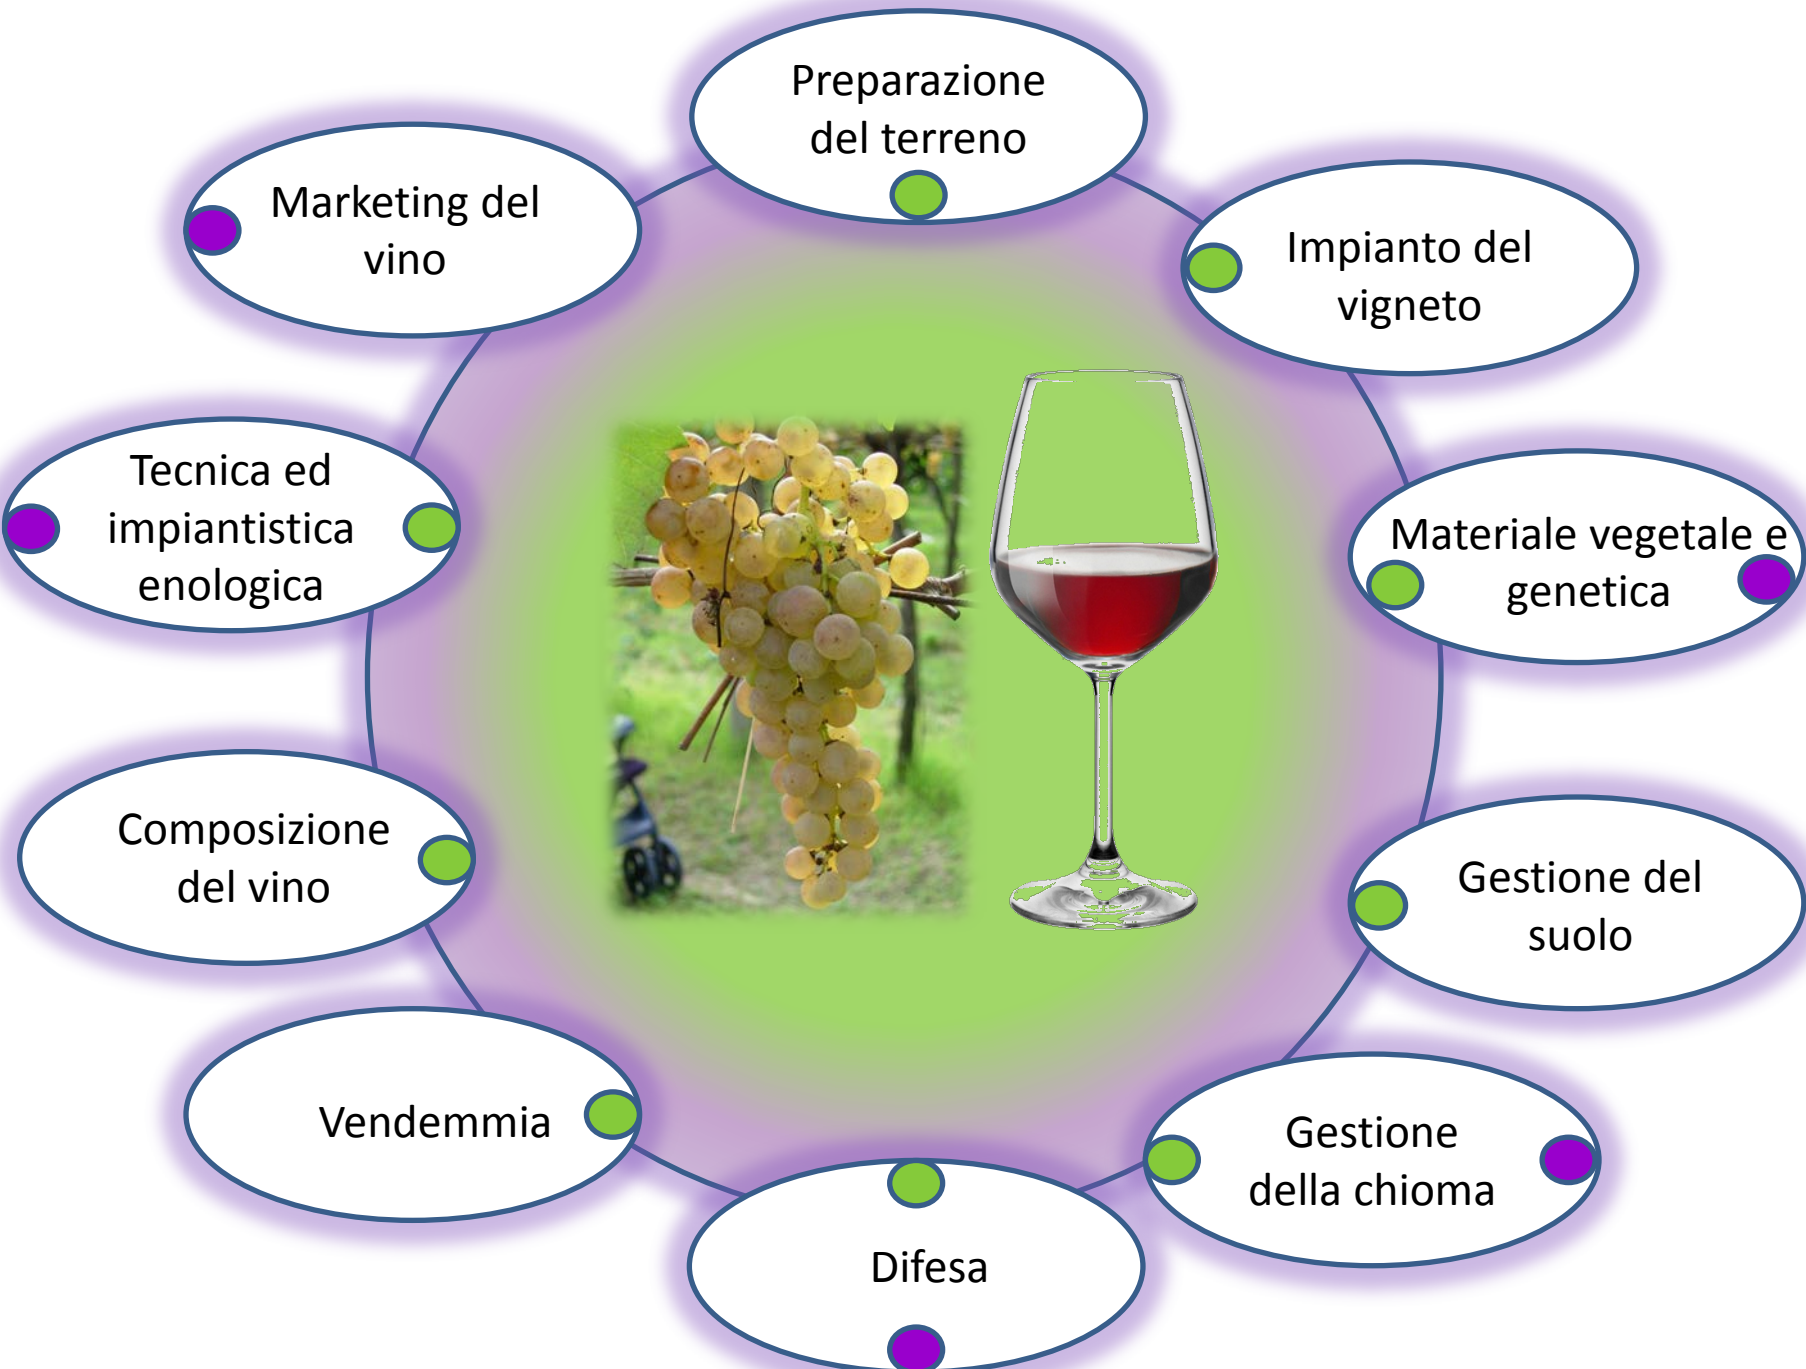 Preparazione
del terreno
Impianto del
vigneto
Materiale vegetale e
genetica
Gestione del
suolo
Gestione
della chioma
Difesa
Vendemmia
Composizione
del vino
Tecnica ed
impiantistica
enologica
Marketing del
vino